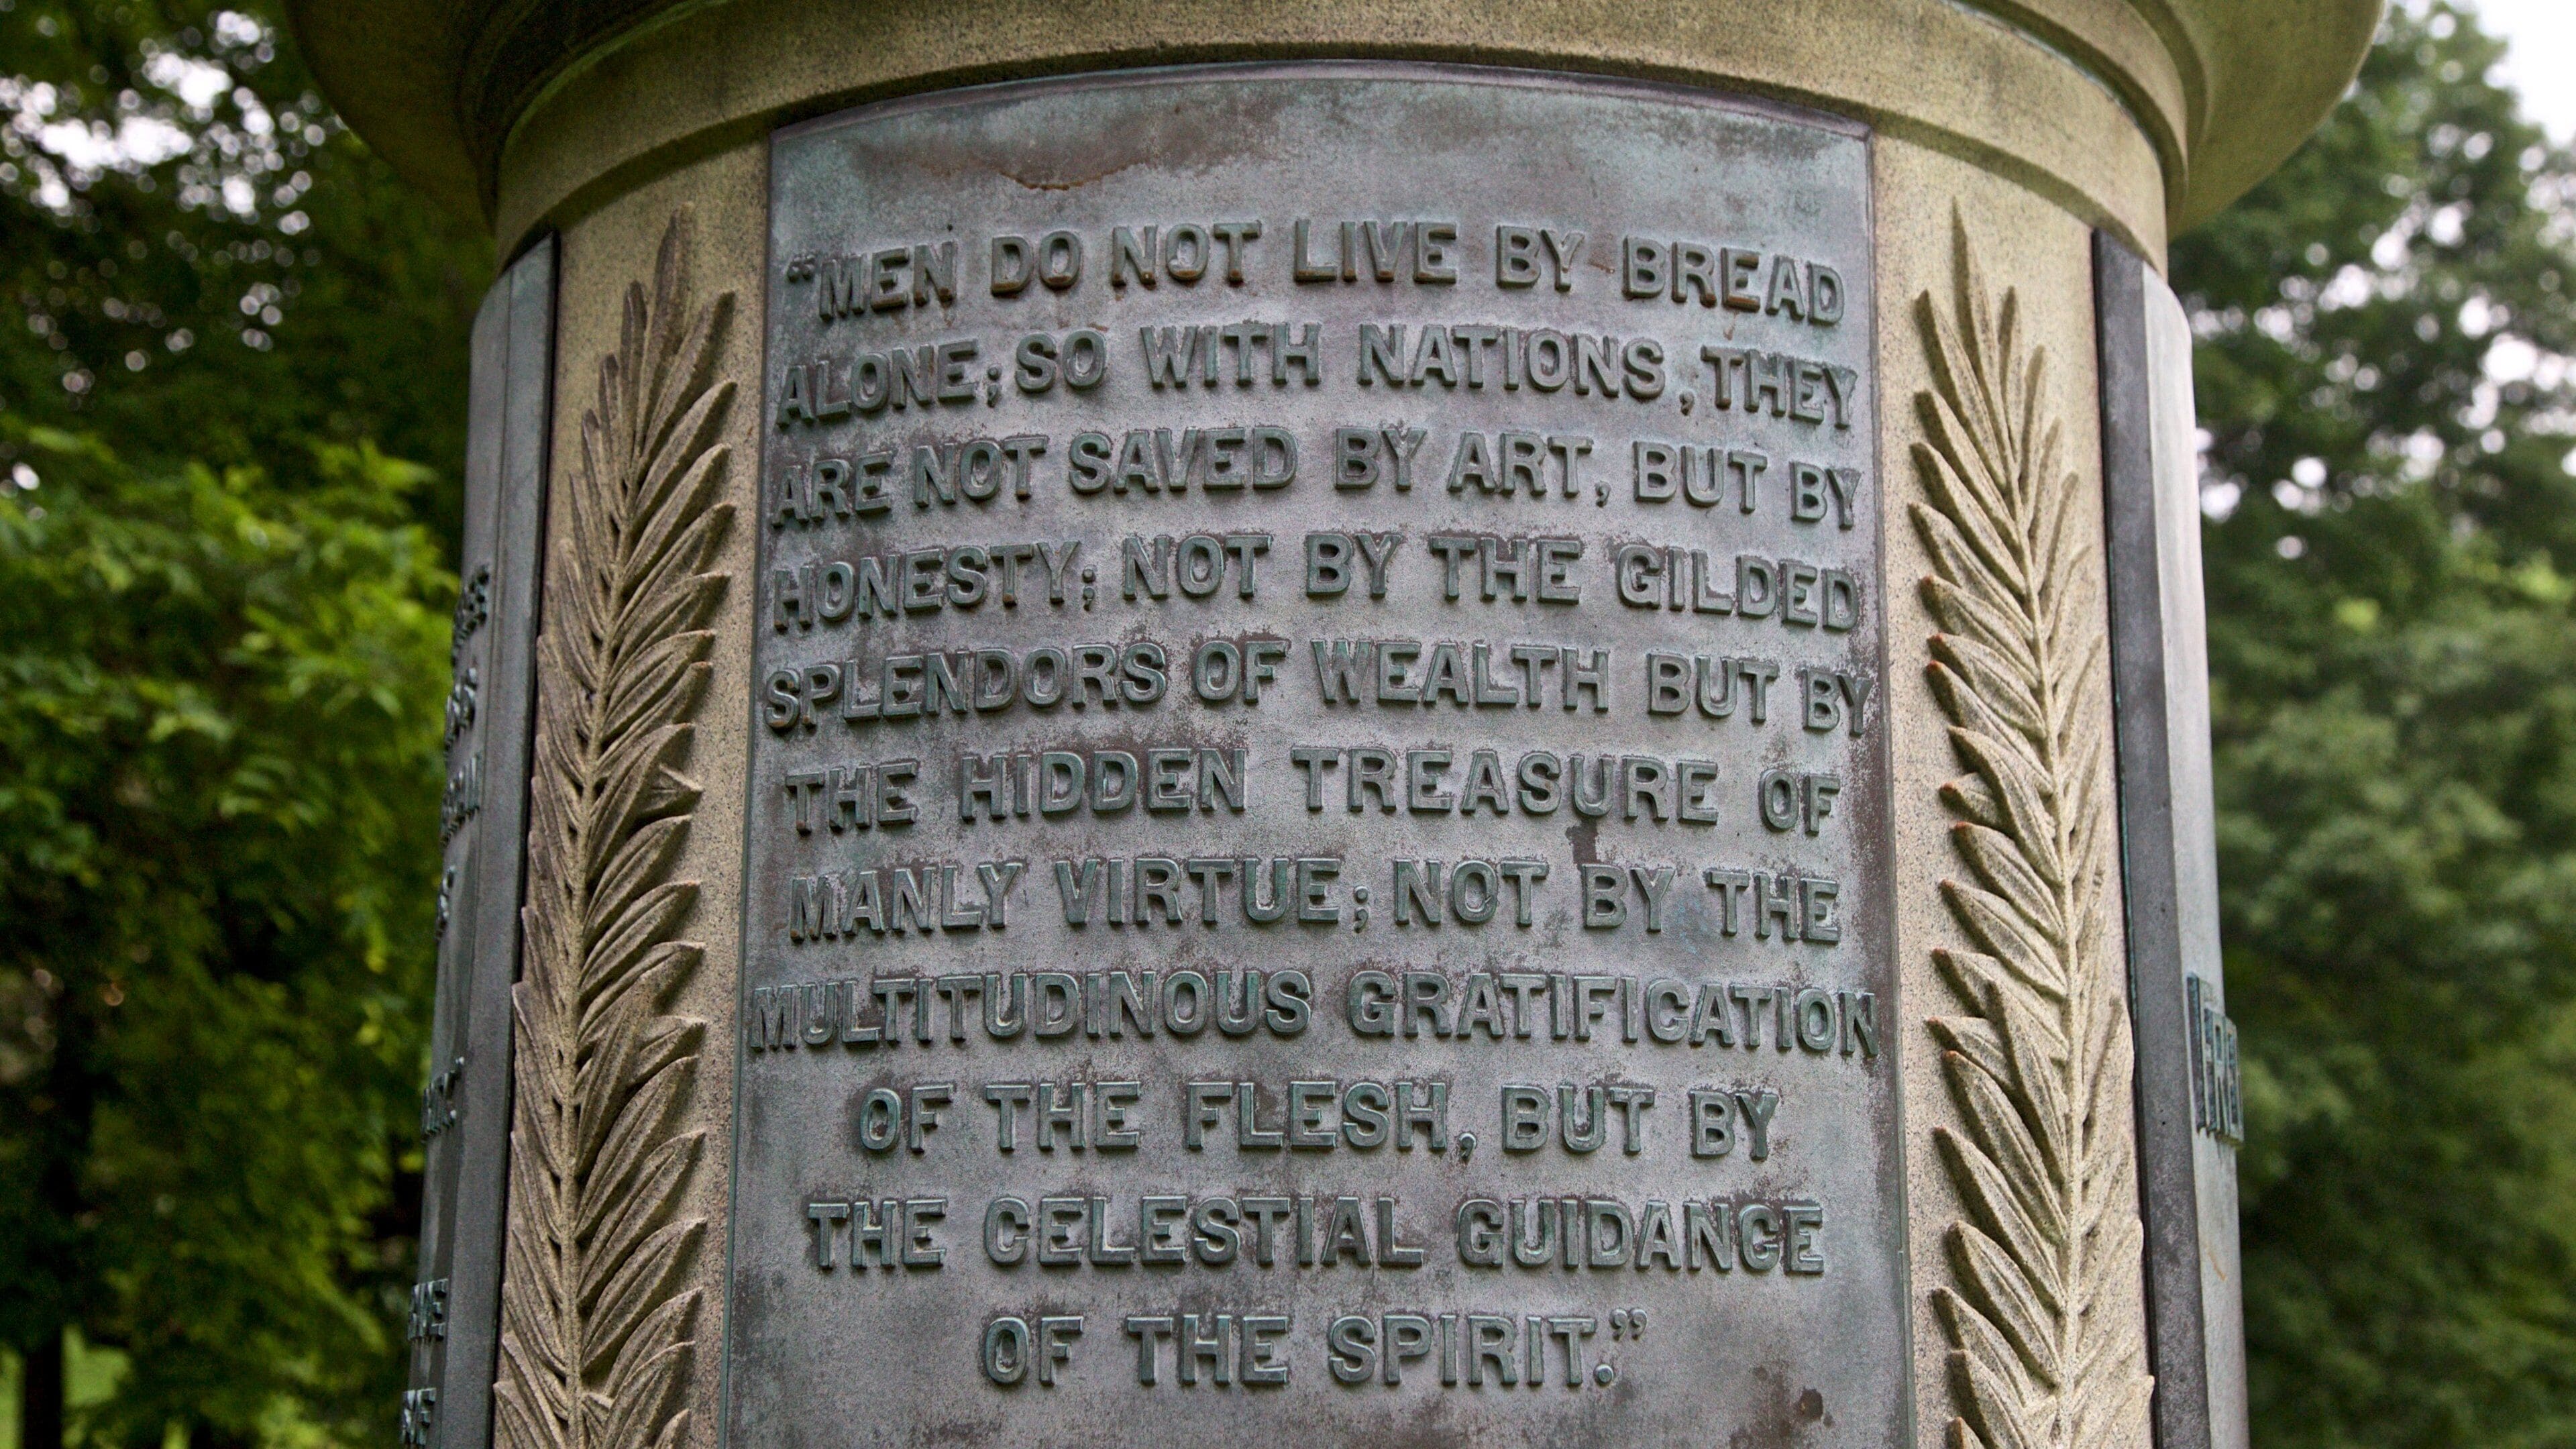 “MEN DO NOT LIVE BY BREAD
ALONE; SO WITH NATIONS, THEY
ARE NOT SAVED BY ART, BUT BY
HONESTY; NOT BY THE GILDED
SPLENDORS OF WEALTH BUT BY
THE HIDDEN TREASURE OF
MANLY VIRTUE; NOT BY THE
MULTITUDINOUS GRATIFICATION
OF THE FLESH, BUT BY
THE CELESTIAL GUIDANCE
OF THE SPIRIT.”